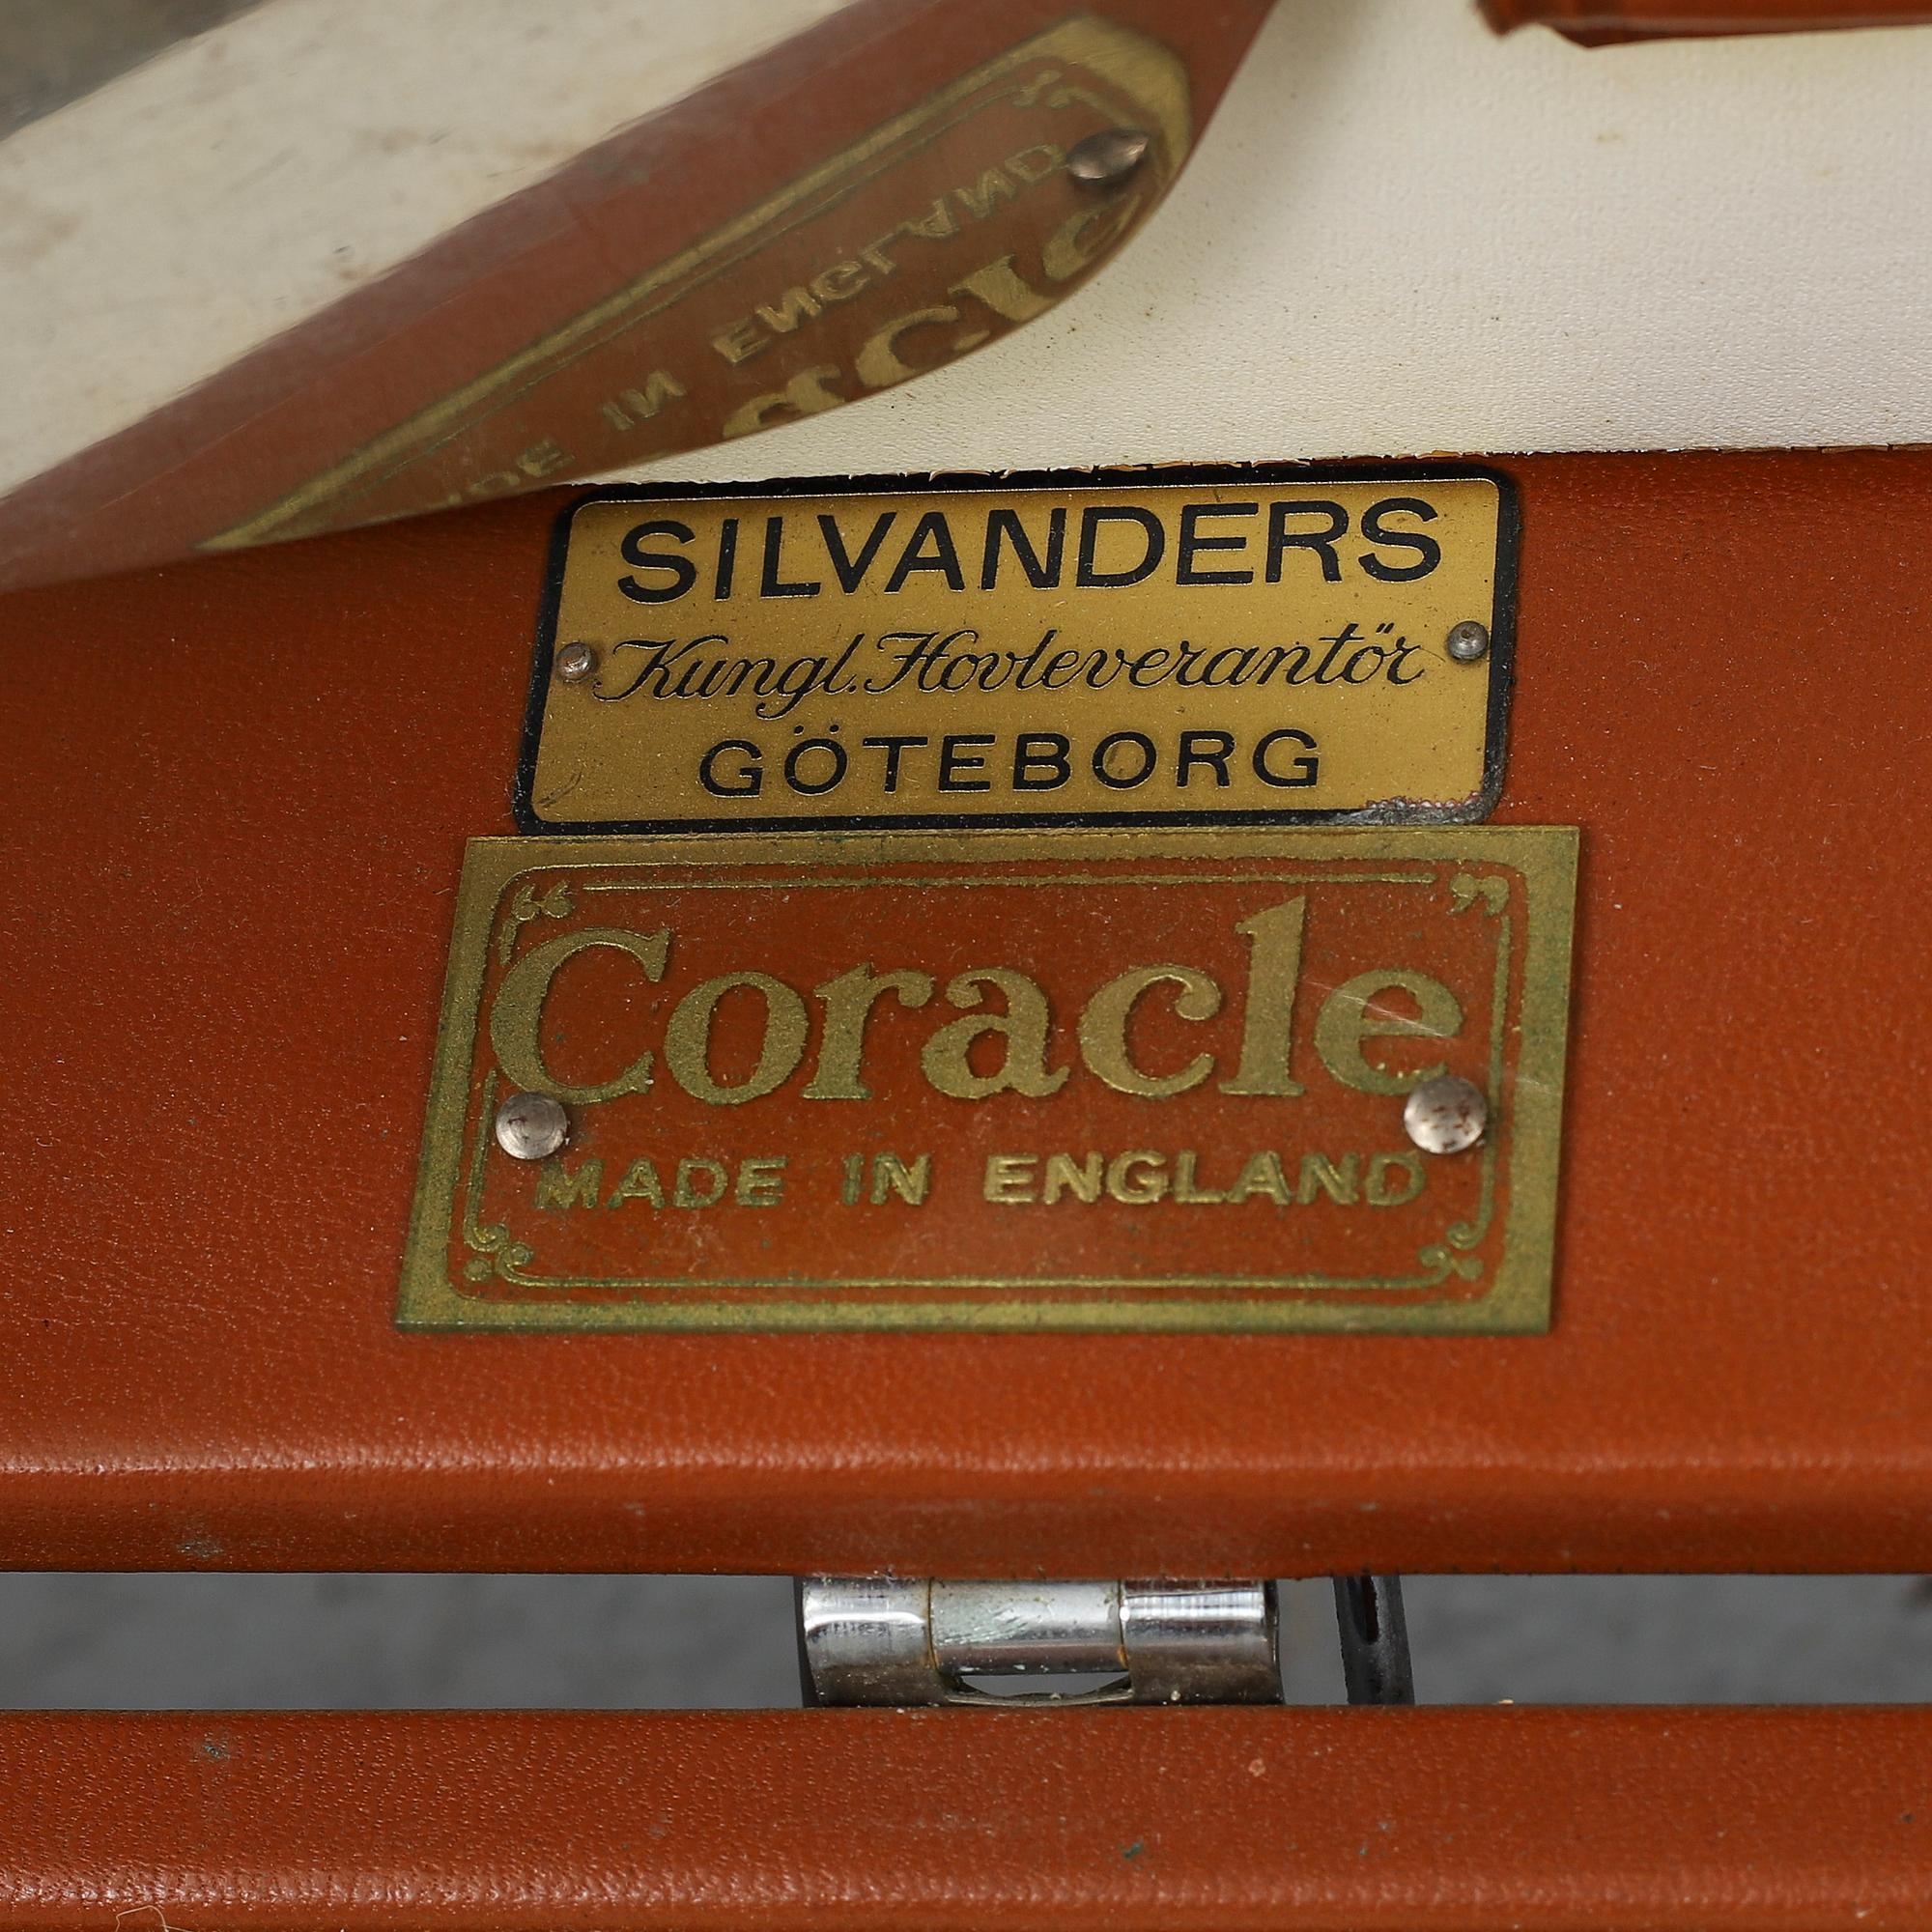 SILVANDERS
Kungl. Hovleverantör
GÖTEBORG
“Coracle”
MADE IN ENGLAND